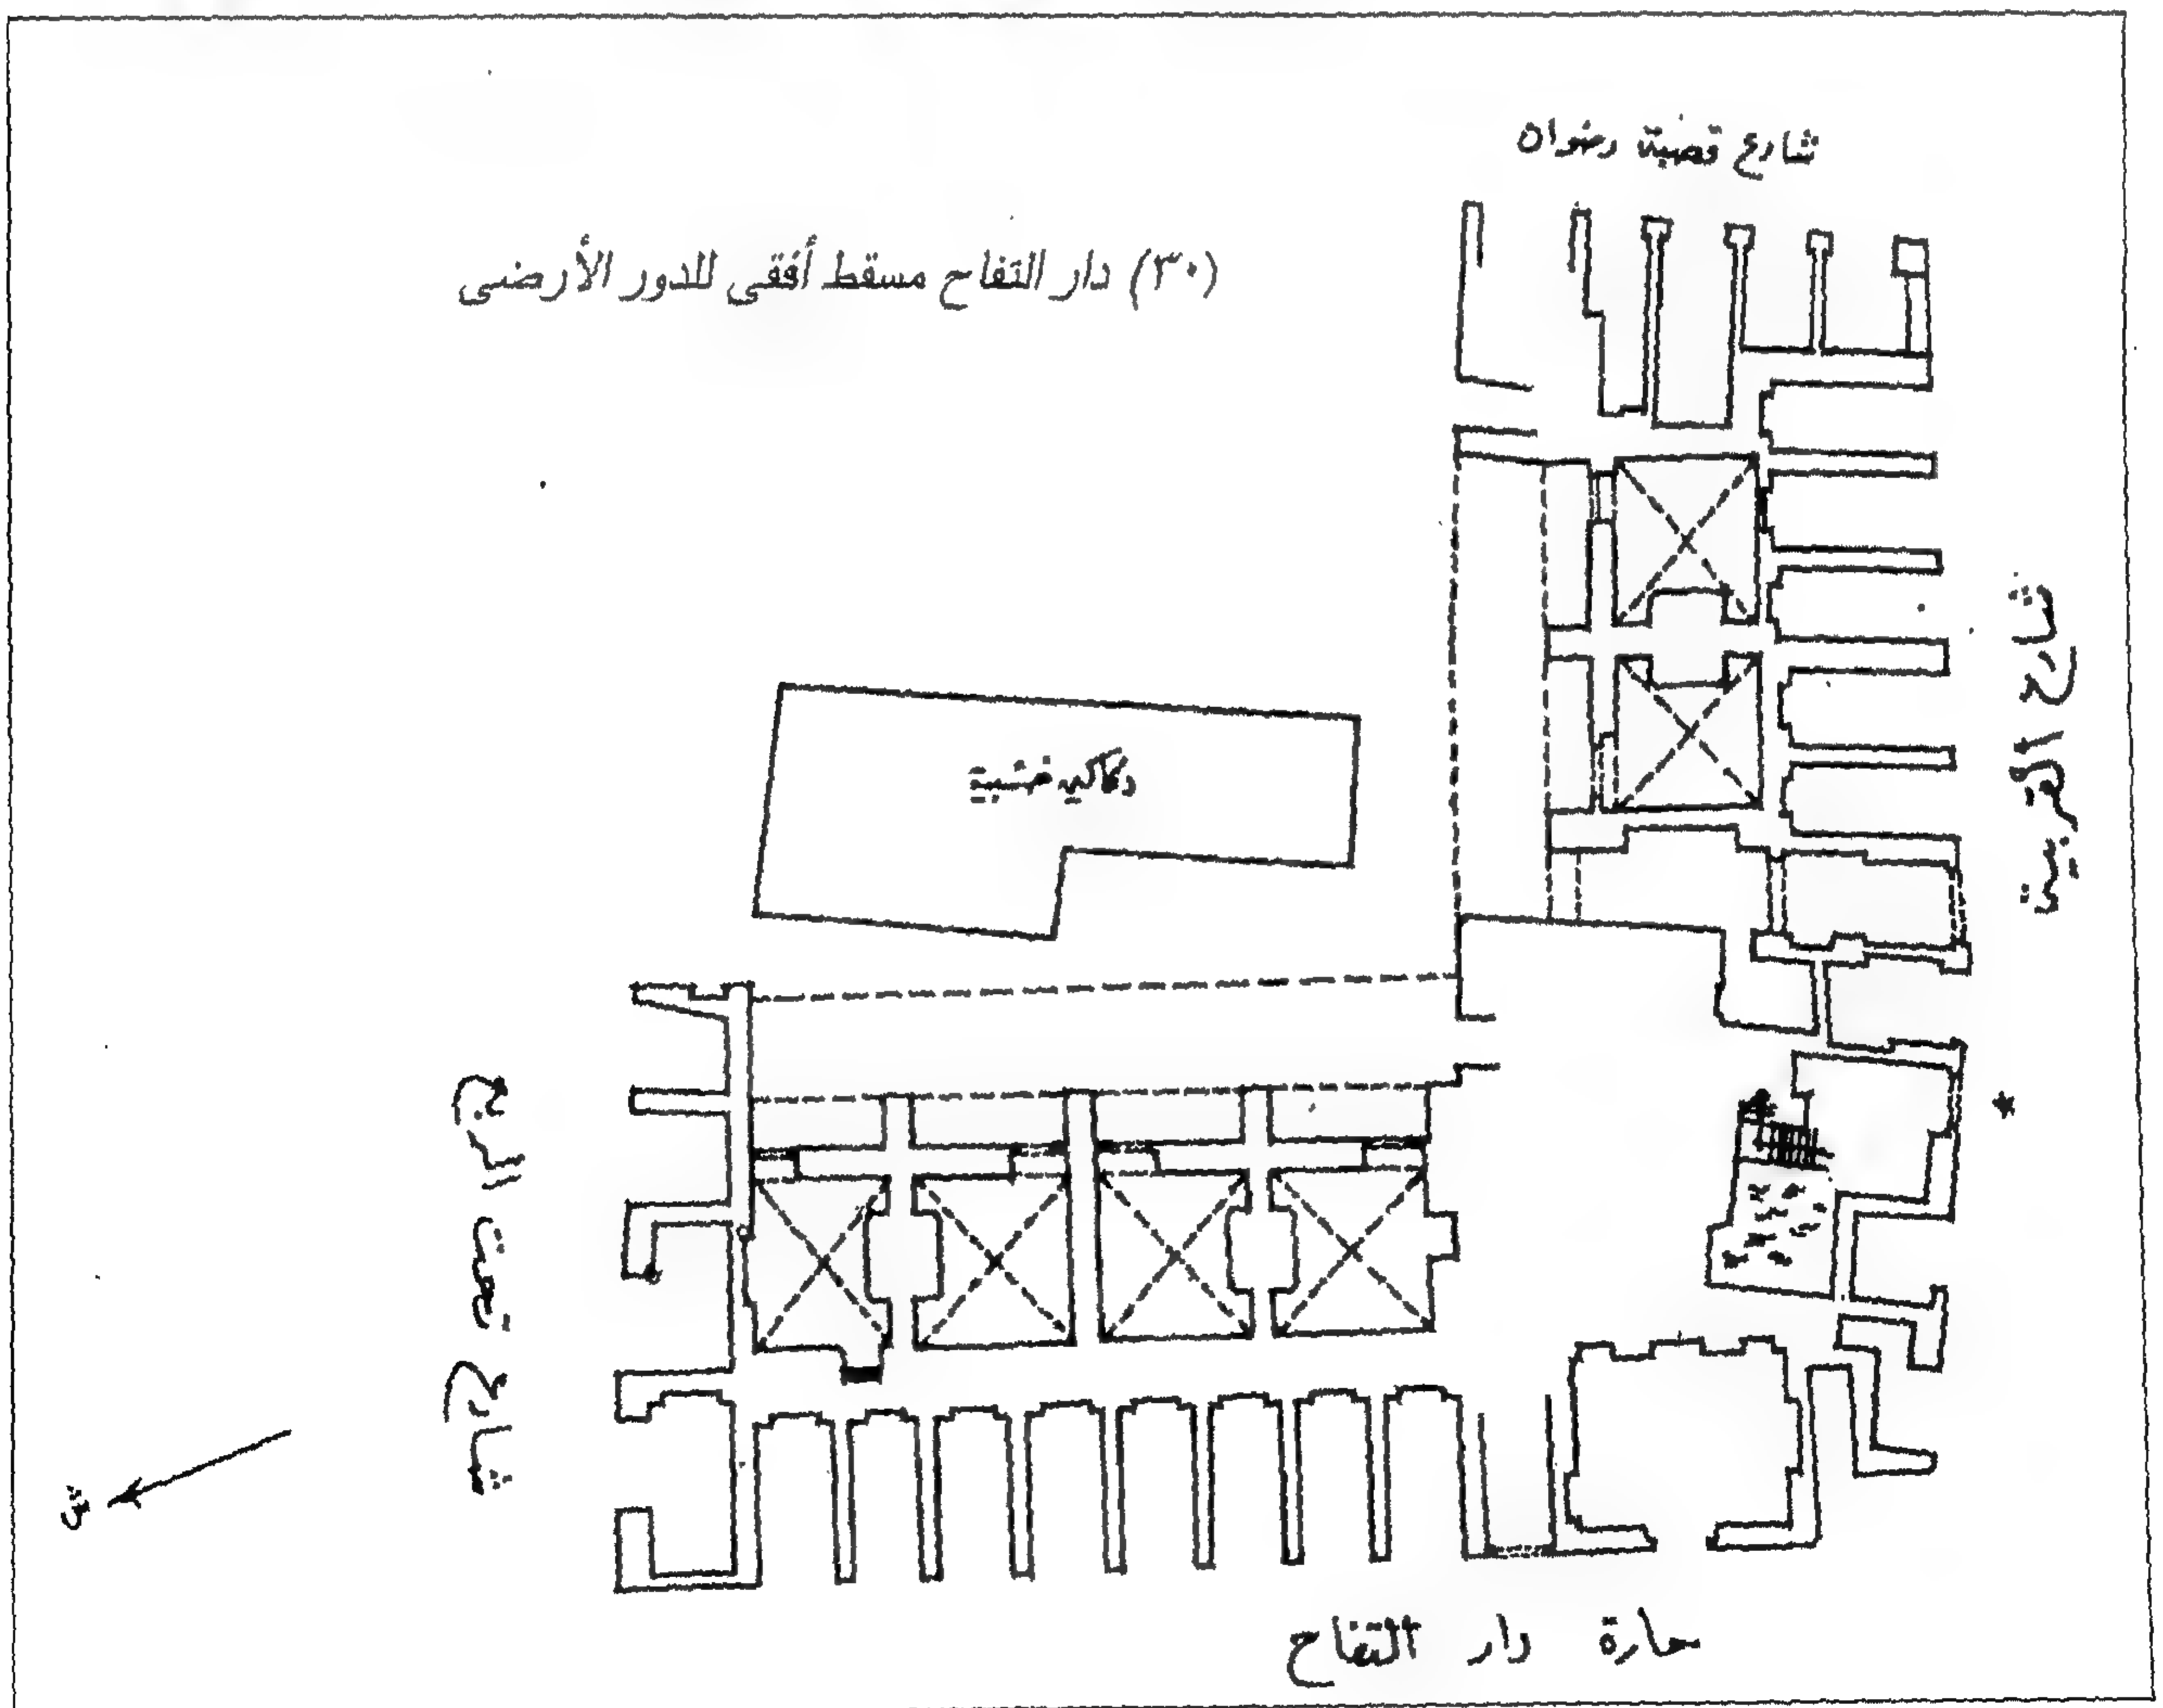 شارع قصبة رضوان
(٣٠) دار التفاح مسقط أفقى للدور الأرضى
دكاكين خشبية
شارع القربية
شارع تحت الربع
ش
حارة دار التفاح